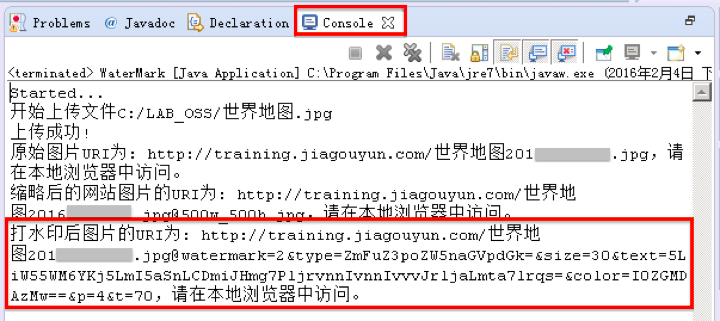 Problems @ Javadoc Declaration Console
<terminated> WaterMark [Java Application] C:\Program Files\Java\jre7\bin\javaw.exe (2016年2月4日 下
Started...
开始上传文件C:/LAB_OSS/世界地图.jpg
上传成功!
原始图片URI为: http://training.jiagouyun.com/世界地图201 .jpg, 请
在本地浏览器中访问。
缩略后的网站图片的URI为: http://training.jiagouyun.com/世界地
图2016 .jpg@500w_500h.jpg, 请在本地浏览器中访问。
打水印后图片的URI为: http://training.jiagouyun.com/世界地
图201 .jpg@watermark=2&type=ZmFuZ3poZW5naGVpdGk=&size=30&text=5L
iW55WM6YKj5LmI5aSnLCDmiJHmg7PljrvnnIvnnIvvvJrljaLmta7lrqs=&color=IOZGMD
AzMw==&p=4&t=70, 请在本地浏览器中访问。